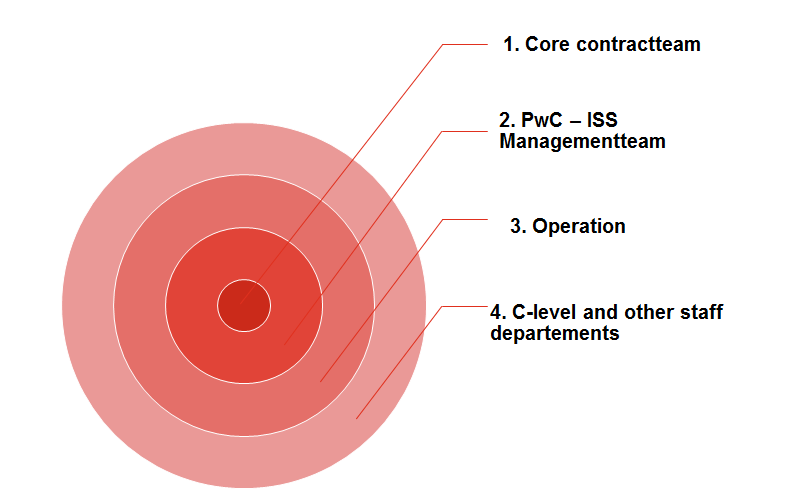 1. Core contractteam
2. PwC – ISS
Managementteam
3. Operation
4. C-level and other staff
departements